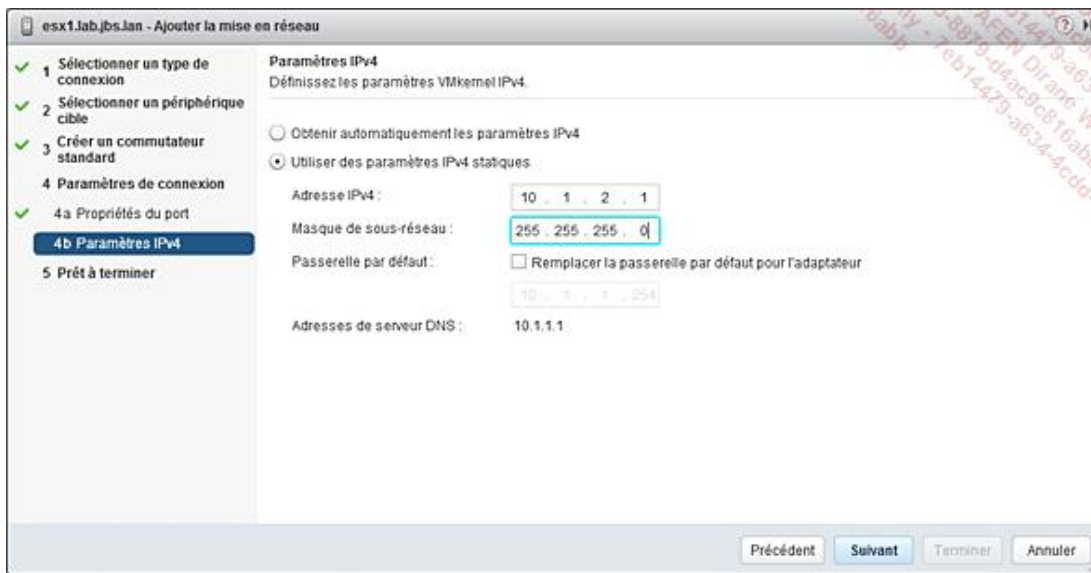 esx1.lab.jbs.lan - Ajouter la mise en réseau
1 Sélectionner un type de connexion
2 Sélectionner un périphérique cible
3 Créer un commutateur standard
4 Paramètres de connexion
4a Propriétés du port
4b Paramètres IPv4
5 Prêt à terminer
Paramètres IPv4
Définissez les paramètres VMkernel IPv4.
Obtenir automatiquement les paramètres IPv4
Utiliser des paramètres IPv4 statiques
Adresse IPv4 : 10 . 1 . 2 . 1
Masque de sous-réseau : 255 . 255 . 255 . 0
Passerelle par défaut : Remplacer la passerelle par défaut pour l'adaptateur
10 . 1 . 1 . 254
Adresses de serveur DNS : 10.1.1.1
Précédent Suivant Terminer Annuler